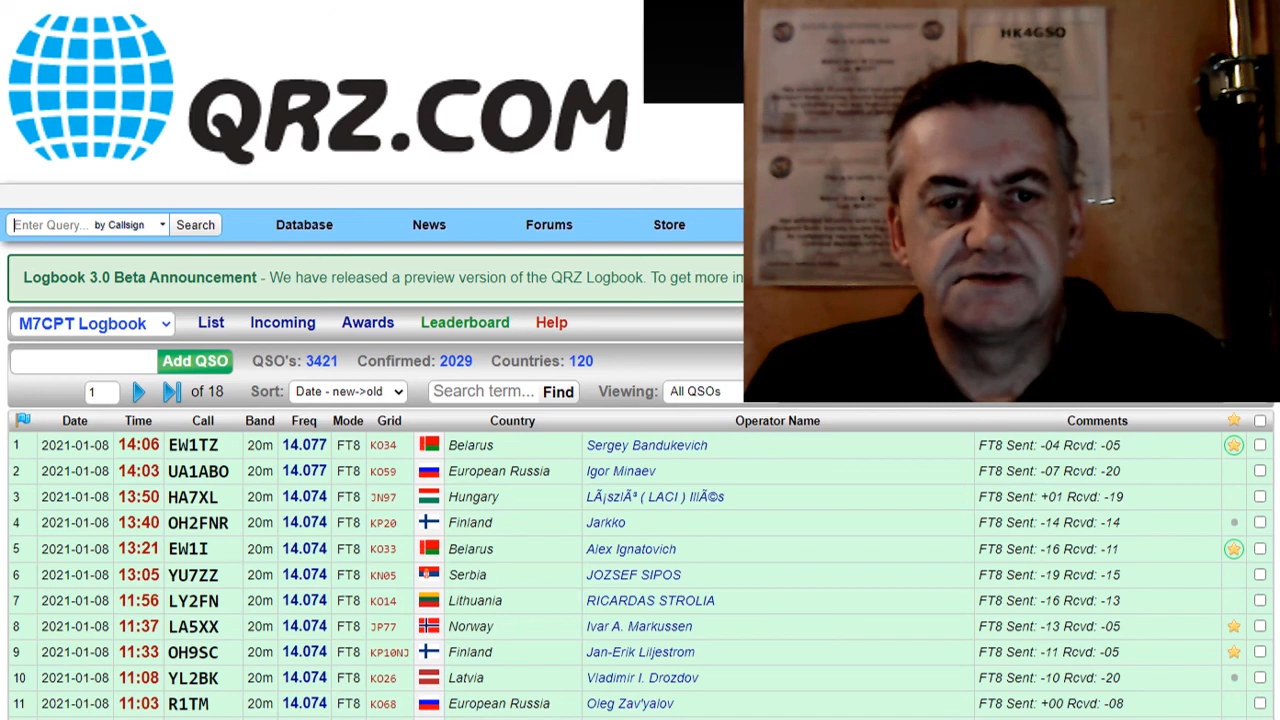 QRZ.COM
HK4GSO
Enter Query... by Callsign Search Database News Forums Store
Logbook 3.0 Beta Announcement - We have released a preview version of the QRZ Logbook. To get more in
M7CPT Logbook List Incoming Awards Leaderboard Help
Add QSO QSO's: 3421 Confirmed: 2029 Countries: 120
1 of 18 Sort: Date - new->old Search term... Find Viewing: All QSOs
Date Time Call Band Freq Mode Grid Country Operator Name Comments
1 2021-01-08 14:06 EW1TZ 20m 14.077 FT8 KO34 Belarus Sergey Bandukevich FT8 Sent: -04 Rcvd: -05
2 2021-01-08 14:03 UA1ABO 20m 14.077 FT8 KO59 European Russia Igor Minaev FT8 Sent: -07 Rcvd: -20
3 2021-01-08 13:50 HA7XL 20m 14.074 FT8 JN97 Hungary LÃ¡szlÃ³ ( LACI ) IllÃ©s FT8 Sent: +01 Rcvd: -19
4 2021-01-08 13:40 OH2FNR 20m 14.074 FT8 KP20 Finland Jarkko FT8 Sent: -14 Rcvd: -14
5 2021-01-08 13:21 EW1I 20m 14.074 FT8 KO33 Belarus Alex Ignatovich FT8 Sent: -16 Rcvd: -11
6 2021-01-08 13:05 YU7ZZ 20m 14.074 FT8 KN05 Serbia JOZSEF SIPOS FT8 Sent: -19 Rcvd: -15
7 2021-01-08 11:56 LY2FN 20m 14.074 FT8 KO14 Lithuania RICARDAS STROLIA FT8 Sent: -16 Rcvd: -13
8 2021-01-08 11:37 LA5XX 20m 14.074 FT8 JP77 Norway Ivar A. Markussen FT8 Sent: -13 Rcvd: -05
9 2021-01-08 11:33 OH9SC 20m 14.074 FT8 KP10NJ Finland Jan-Erik Liljestrom FT8 Sent: -11 Rcvd: -05
10 2021-01-08 11:08 YL2BK 20m 14.074 FT8 KO26 Latvia Vladimir I. Drozdov FT8 Sent: -10 Rcvd: -20
11 2021-01-08 11:03 R1TM 20m 14.074 FT8 KO68 European Russia Oleg Zav'yalov FT8 Sent: +00 Rcvd: -08